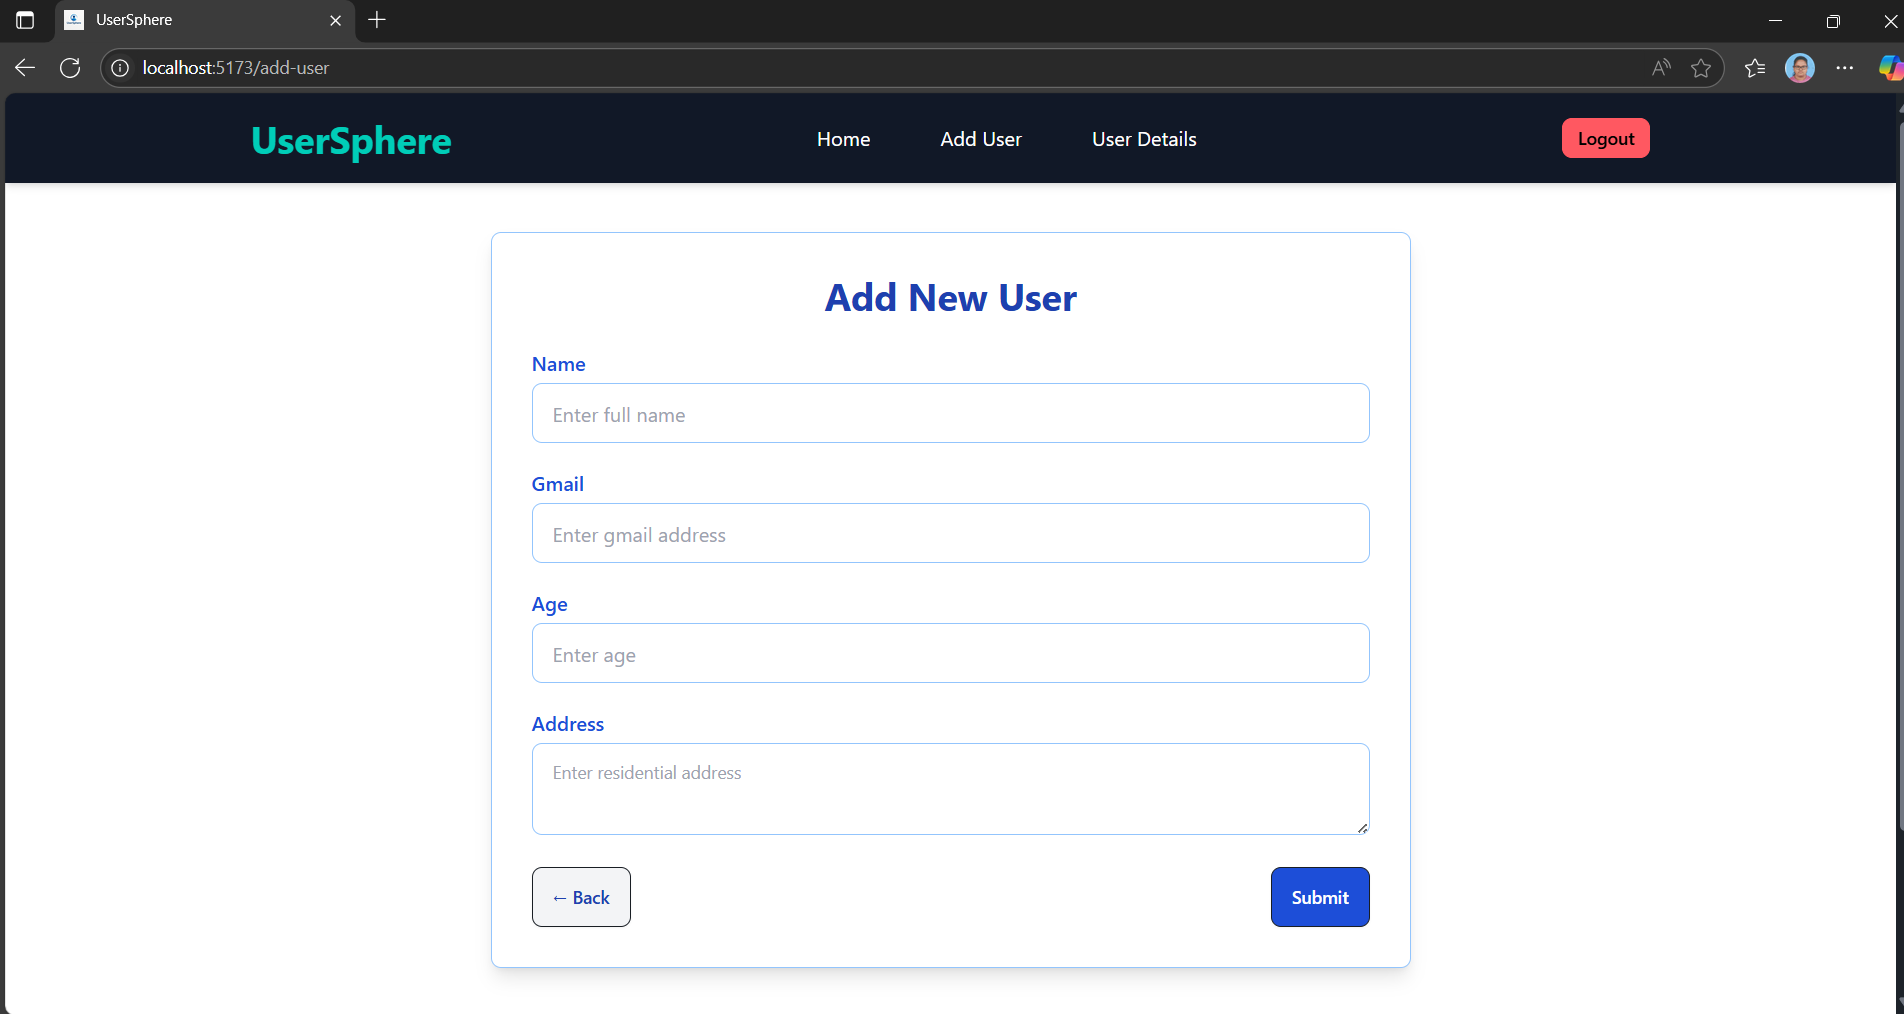 UserSphere
localhost:5173/add-user
UserSphere
Home Add User User Details Logout
Add New User
Name
Enter full name
Gmail
Enter gmail address
Age
Enter age
Address
Enter residential address
← Back Submit